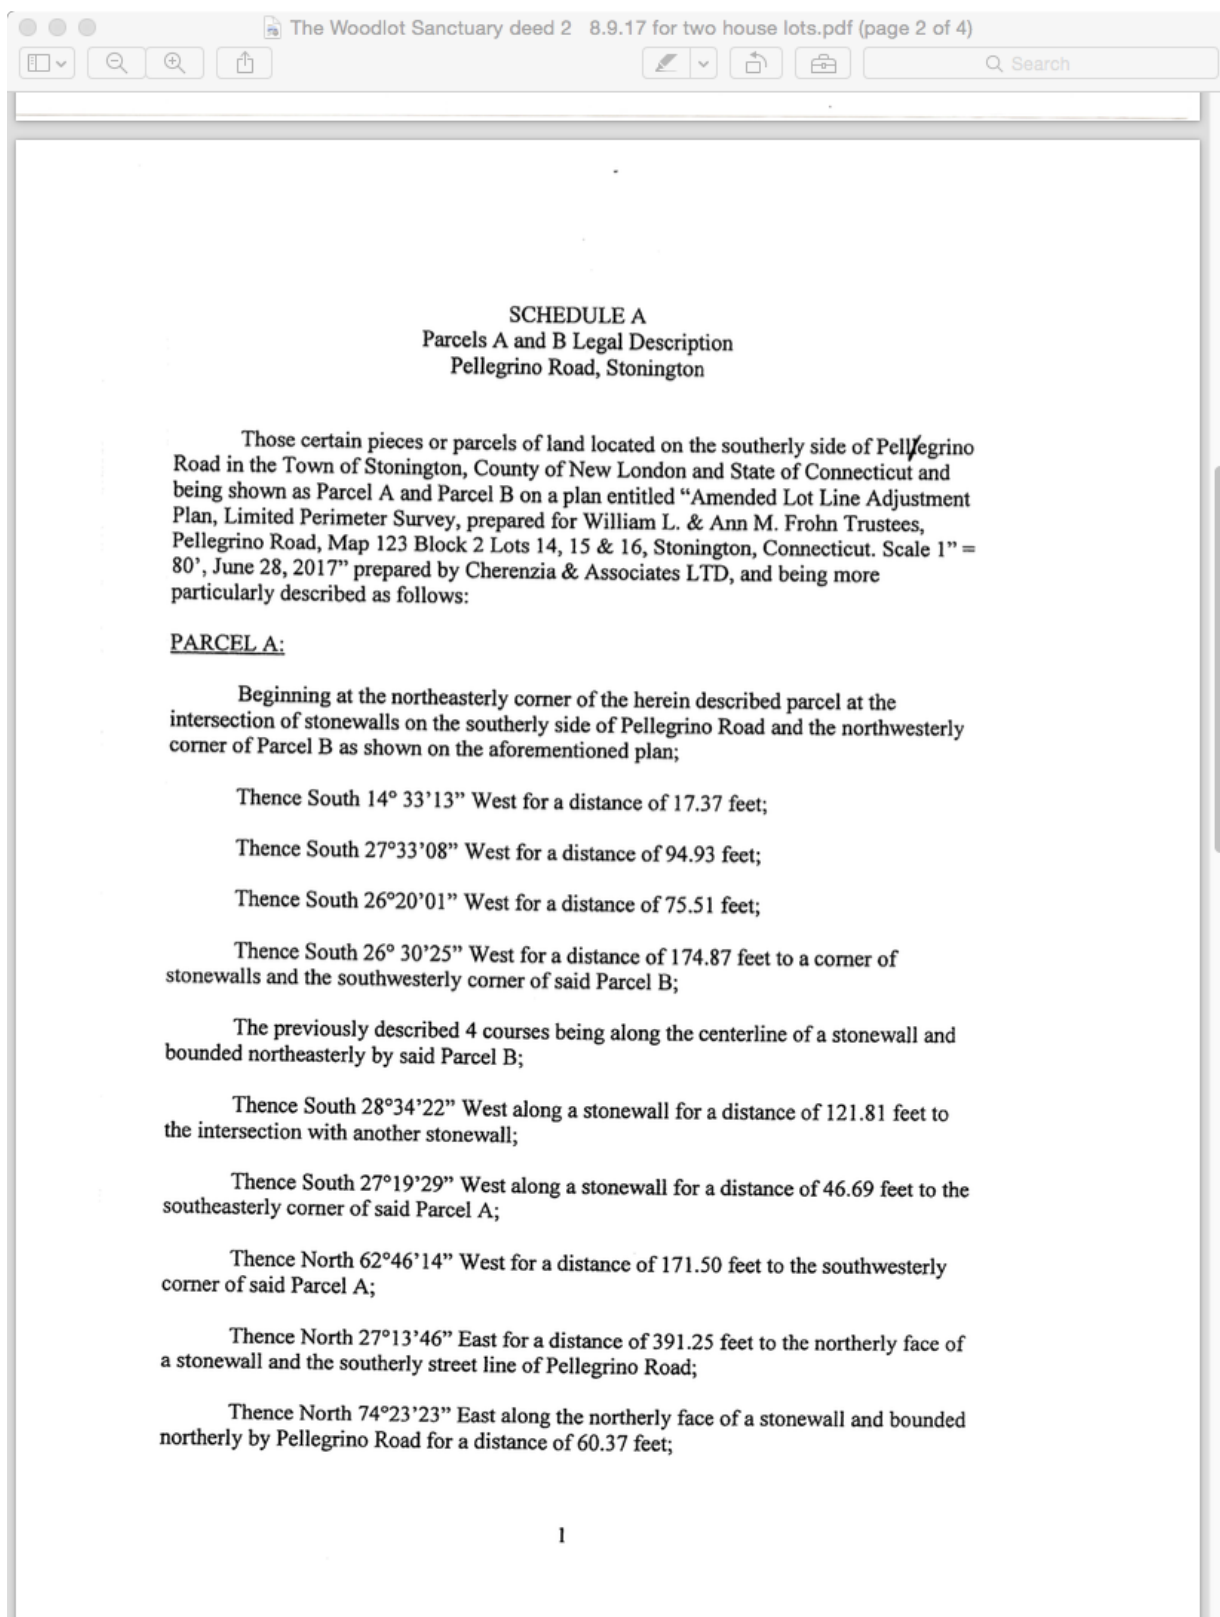 The Woodlot Sanctuary deed 2   8.9.17 for two house lots.pdf (page 2 of 4)
Search
SCHEDULE A
Parcels A and B Legal Description
Pellegrino Road, Stonington
Those certain pieces or parcels of land located on the southerly side of Pelllegrino
Road in the Town of Stonington, County of New London and State of Connecticut and
being shown as Parcel A and Parcel B on a plan entitled “Amended Lot Line Adjustment
Plan, Limited Perimeter Survey, prepared for William L. & Ann M. Frohn Trustees,
Pellegrino Road, Map 123 Block 2 Lots 14, 15 & 16, Stonington, Connecticut. Scale 1” =
80’, June 28, 2017” prepared by Cherenzia & Associates LTD, and being more
particularly described as follows:
PARCEL A:
Beginning at the northeasterly corner of the herein described parcel at the
intersection of stonewalls on the southerly side of Pellegrino Road and the northwesterly
corner of Parcel B as shown on the aforementioned plan;
Thence South 14° 33’13” West for a distance of 17.37 feet;
Thence South 27°33’08” West for a distance of 94.93 feet;
Thence South 26°20’01” West for a distance of 75.51 feet;
Thence South 26° 30’25” West for a distance of 174.87 feet to a corner of
stonewalls and the southwesterly corner of said Parcel B;
The previously described 4 courses being along the centerline of a stonewall and
bounded northeasterly by said Parcel B;
Thence South 28°34’22” West along a stonewall for a distance of 121.81 feet to
the intersection with another stonewall;
Thence South 27°19’29” West along a stonewall for a distance of 46.69 feet to the
southeasterly corner of said Parcel A;
Thence North 62°46’14” West for a distance of 171.50 feet to the southwesterly
corner of said Parcel A;
Thence North 27°13’46” East for a distance of 391.25 feet to the northerly face of
a stonewall and the southerly street line of Pellegrino Road;
Thence North 74°23’23” East along the northerly face of a stonewall and bounded
northerly by Pellegrino Road for a distance of 60.37 feet;
1